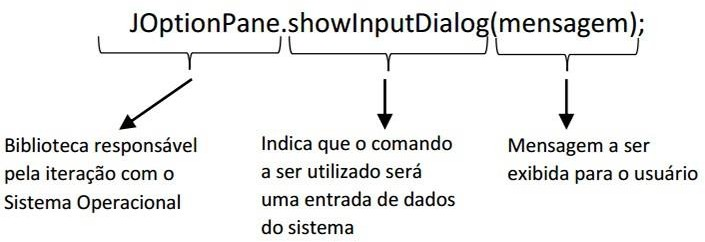 JOptionPane.showInputDialog(mensagem);
Biblioteca responsável
pela iteração com o
Sistema Operacional
Indica que o comando
a ser utilizado será
uma entrada de dados
do sistema
Mensagem a ser
exibida para o usuário